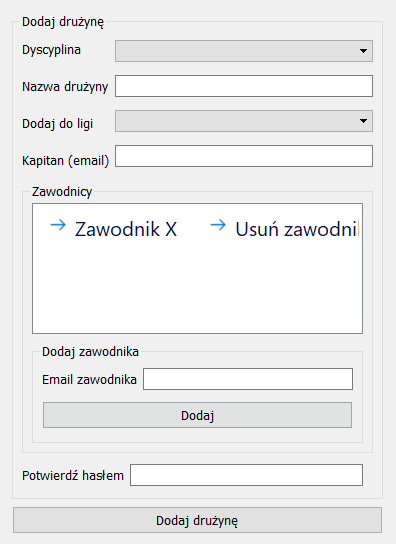 Dodaj drużynę
Dyscyplina
Nazwa drużyny
Dodaj do ligi
Kapitan (email)
Zawodnicy
Zawodnik X Usuń zawodni
Dodaj zawodnika
Email zawodnika
Dodaj
Potwierdź hasłem
Dodaj drużynę